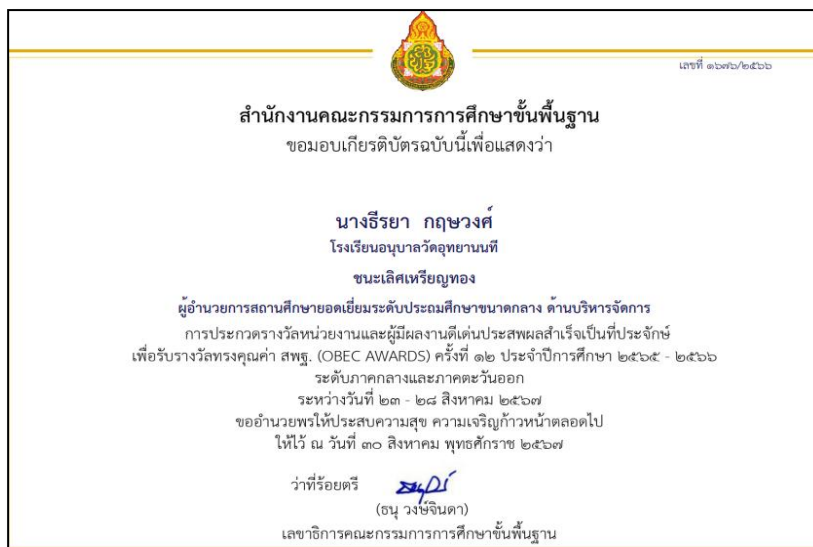 เลขที่ ๑๖๗๖/๒๕๖๖
สำนักงานคณะกรรมการการศึกษาขั้นพื้นฐาน
ขอมอบเกียรติบัตรฉบับนี้เพื่อแสดงว่า
นางธีรยา กฤษวงศ์
โรงเรียนอนุบาลวัดอุทยานนที
ชนะเลิศเหรียญทอง
ผู้อำนวยการสถานศึกษายอดเยี่ยมระดับประถมศึกษาขนาดกลาง ด้านบริหารจัดการ
การประกวดรางวัลหน่วยงานและผู้มีผลงานดีเด่นประสพผลสำเร็จเป็นที่ประจักษ์
เพื่อรับรางวัลทรงคุณค่า สพฐ. (OBEC AWARDS) ครั้งที่ ๑๒ ประจำปีการศึกษา ๒๕๖๕ - ๒๕๖๖
ระดับภาคกลางและภาคตะวันออก
ระหว่างวันที่ ๒๓ - ๒๘ สิงหาคม ๒๕๖๗
ขออำนวยพรให้ประสบความสุข ความเจริญก้าวหน้าตลอดไป
ให้ไว้ ณ วันที่ ๓๐ สิงหาคม พุทธศักราช ๒๕๖๗
ว่าที่ร้อยตรี
(ธนุ วงษ์จินดา)
เลขาธิการคณะกรรมการการศึกษาขั้นพื้นฐาน